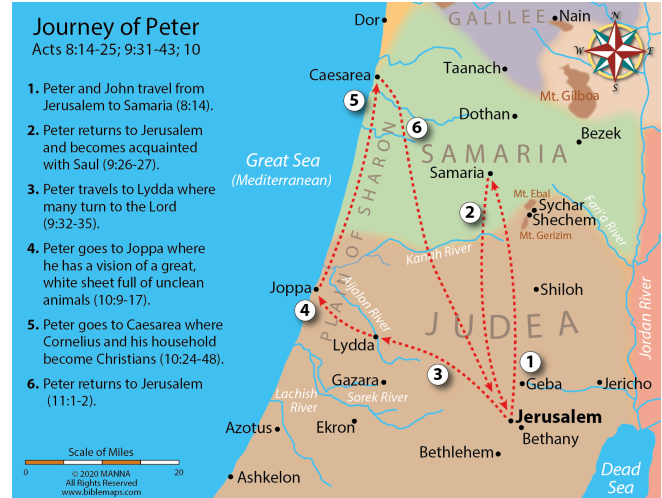 Journey of Peter
Acts 8:14-25; 9:31-43; 10
1. Peter and John travel from
Jerusalem to Samaria (8:14).
2. Peter returns to Jerusalem
and becomes acquainted
with Saul (9:26-27).
3. Peter travels to Lydda where
many turn to the Lord
(9:32-35).
4. Peter goes to Joppa where
he has a vision of a great,
white sheet full of unclean
animals (10:9-17).
5. Peter goes to Caesarea where
Cornelius and his household
become Christians (10:24-48).
6. Peter returns to Jerusalem
(11:1-2).
Scale of Miles
0
20
© 2020 MANNA
All Rights Reserved
www.biblemaps.com
Dor
GALILEE
Nain
N
W
E
S
Caesarea
Taanach
Mt. Gilboa
5
6
Dothan
Bezek
Great Sea
(Mediterranean)
SAMARIA
Samaria
PLAIN OF SHARON
2
Mt. Ebal
Sychar
Shechem
Mt. Gerizim
Fari'a River
Kanah River
Joppa
4
Aijalon River
Shiloh
JUDEA
Jordan River
Lydda
3
1
Gazara
Geba
Jericho
Lachish
River
Sorek River
Jerusalem
Azotus
Ekron
Bethany
Bethlehem
Ashkelon
Dead
Sea